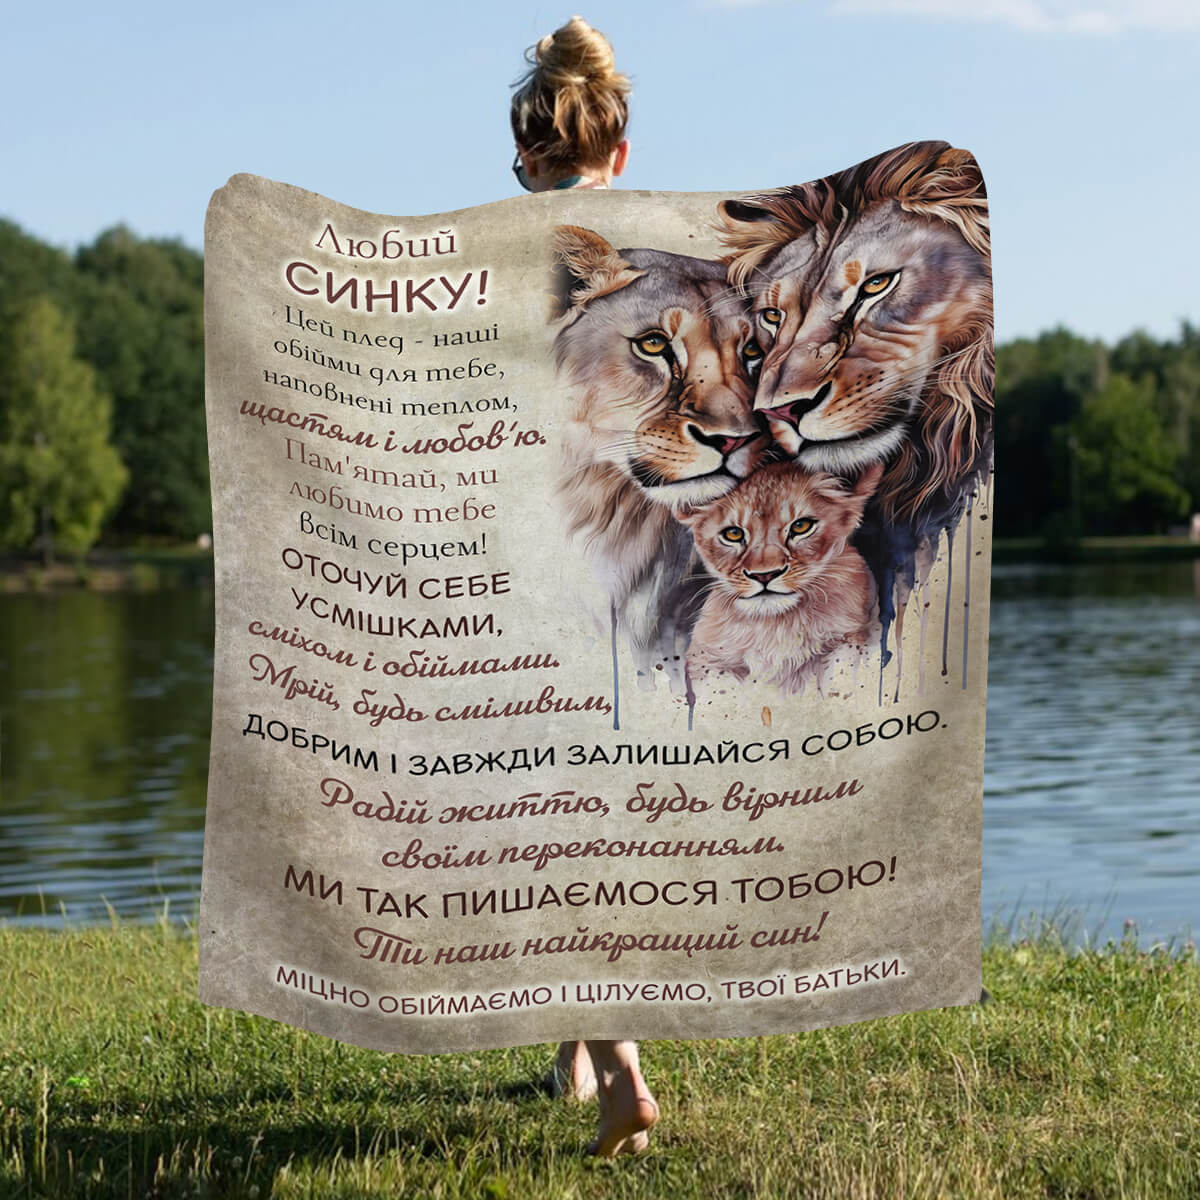 Любий
СИНКУ!
Цей плед - наші
обійми для тебе,
наповнені теплом,
щастям і любов'ю.
Пам'ятай, ми
любимо тебе
всім серцем!
ОТОЧУЙ СЕБЕ
УСМІШКАМИ,
сміхом і обіймами.
Мрій, будь сміливим,
ДОБРИМ І ЗАВЖДИ ЗАЛИШАЙСЯ СОБОЮ.
Радій життю, будь вірним
своїм переконанням.
МИ ТАК ПИШАЄМОСЯ ТОБОЮ!
Ти наш найкращий син!
МІЦНО ОБІЙМАЄМО І ЦІЛУЄМО, ТВОЇ БАТЬКИ.